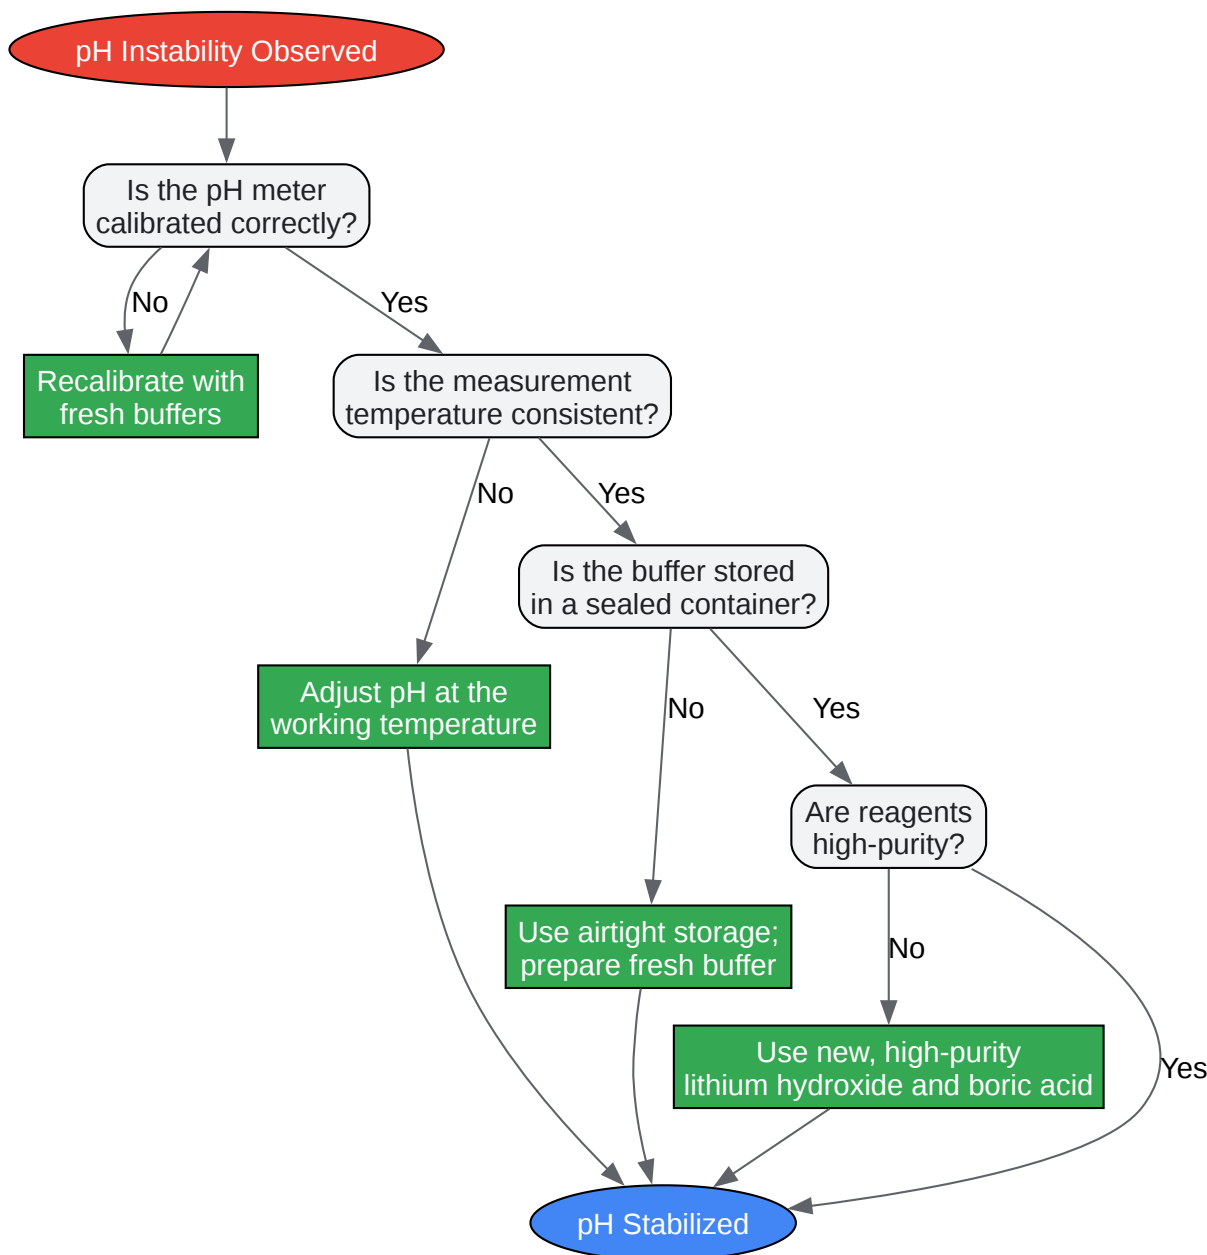 pH Instability Observed
Is the pH meter
calibrated correctly?
No
Yes
Recalibrate with
fresh buffers
Is the measurement
temperature consistent?
No
Yes
Is the buffer stored
in a sealed container?
Adjust pH at the
working temperature
No
Yes
Are reagents
high-purity?
Use airtight storage;
prepare fresh buffer
No
Use new, high-purity
lithium hydroxide and boric acid
Yes
pH Stabilized